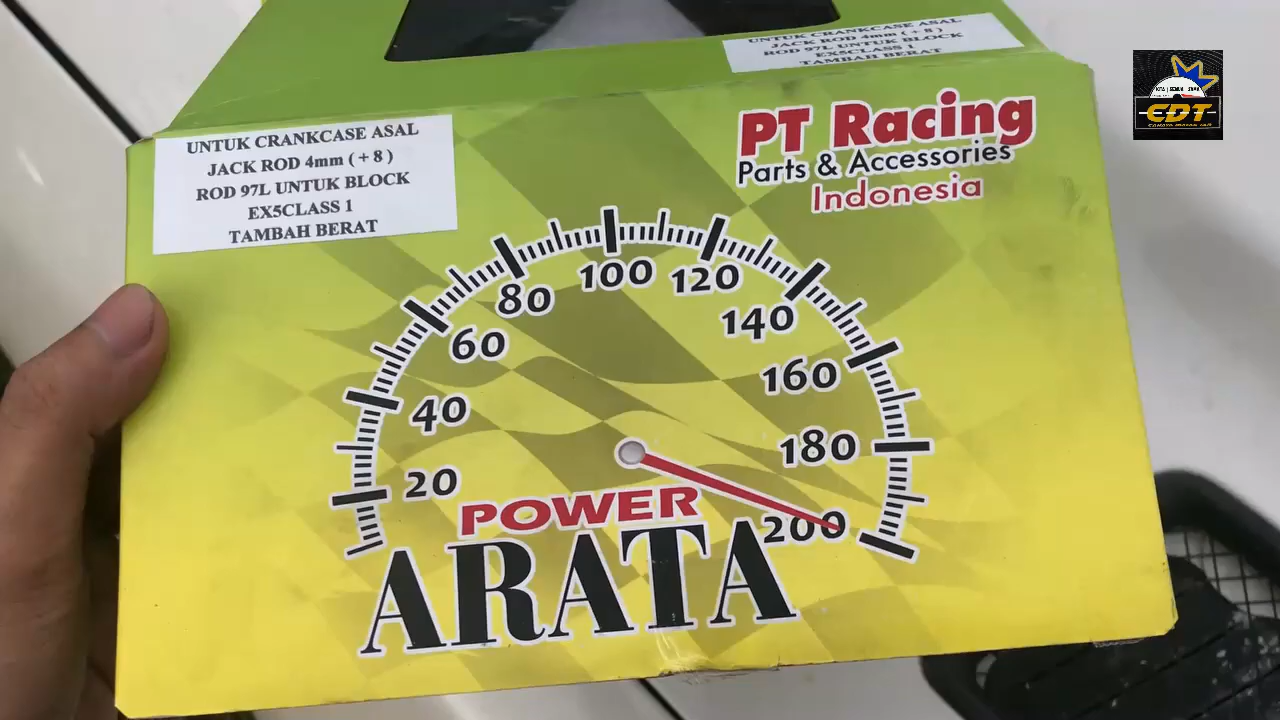 UNTUK CRANKCASE ASAL
JACK ROD 4mm ( + 8 )
ROD 97L UNTUK BLOCK
EX5CLASS 1
TAMBAH BERAT
UNTUK CRANKCASE ASAL
JACK ROD 4mm ( + 8 )
ROD 97L UNTUK BLOCK
EX5CLASS 1
TAMBAH BERAT
PT Racing
Parts & Accessories
Indonesia
20
40
60
80
100
120
140
160
180
200
POWER
ARATA
EDT